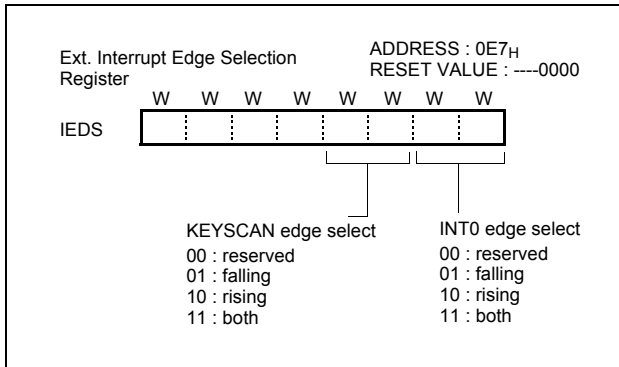 Ext. Interrupt Edge Selection
Register
ADDRESS : 0E7H
RESET VALUE : ----0000
W W W W W W W W
IEDS
KEYSCAN edge select
00 : reserved
01 : falling
10 : rising
11 : both
INT0 edge select
00 : reserved
01 : falling
10 : rising
11 : both